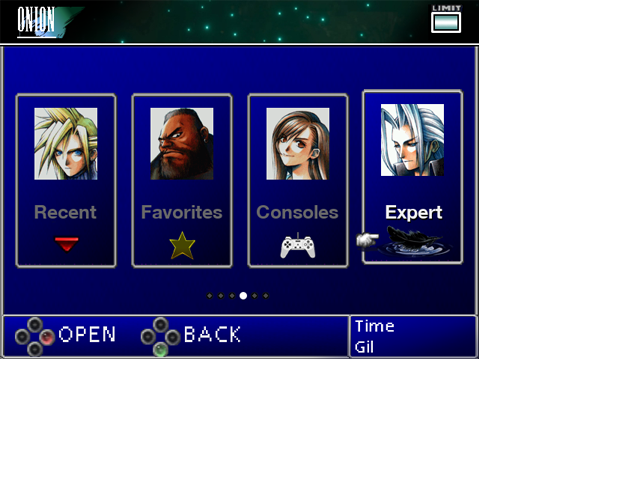 ONION
LIMIT
Recent
Favorites
Consoles
Expert
OPEN
BACK
Time
Gil